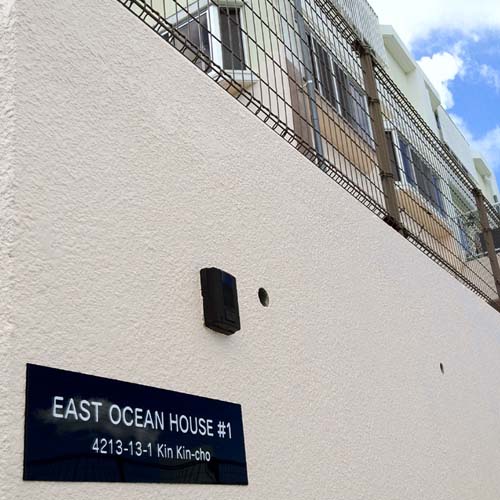 EAST OCEAN HOUSE #1
4213-13-1 Kin Kin-cho